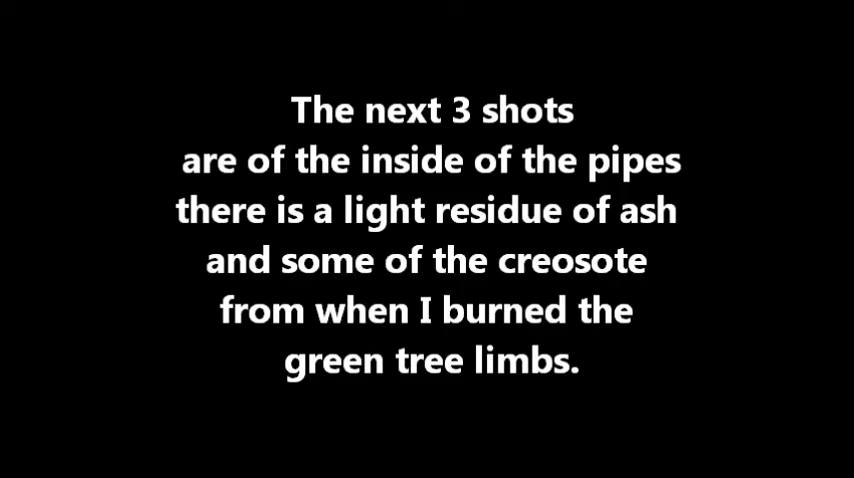 The next 3 shots
are of the inside of the pipes
there is a light residue of ash
and some of the creosote
from when I burned the
green tree limbs.